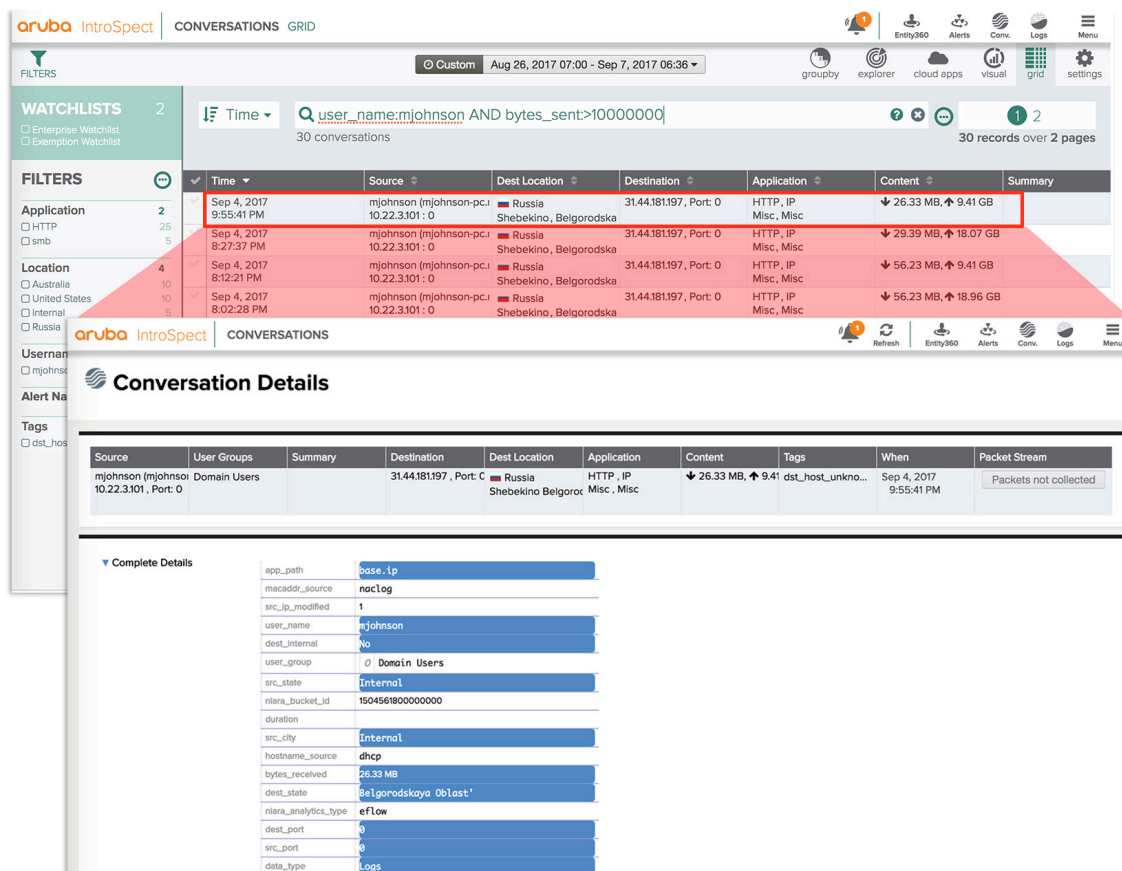 aruba IntroSpect CONVERSATIONS GRID
1
Entity360 Alerts Conv. Logs Menu
FILTERS
Custom Aug 26, 2017 07:00 - Sep 7, 2017 06:36
groupby explorer cloud apps visual grid settings
WATCHLISTS 2
Enterprise Watchlist
Exemption Watchlist
Time
user_name:mjohnson AND bytes_sent:>10000000
1 2
30 conversations
30 records over 2 pages
FILTERS
Time Source Dest Location Destination Application Content Summary
Application 2
HTTP 25
smb 5
Location 4
Australia 10
United States 10
Internal 5
Russia
Usernam
mjohnso
Alert Na
Tags
dst_hos
Sep 4, 2017 mjohnson (mjohnson-pc. Russia 31.44.181.197, Port: 0 HTTP, IP 26.33 MB, 9.41 GB
9:55:41 PM 10.22.3.101 : 0 Shebekino, Belgorodska Misc, Misc
Sep 4, 2017 mjohnson (mjohnson-pc. Russia 31.44.181.197, Port: 0 HTTP, IP 29.39 MB, 18.07 GB
8:27:37 PM 10.22.3.101 : 0 Shebekino, Belgorodska Misc, Misc
Sep 4, 2017 mjohnson (mjohnson-pc. Russia 31.44.181.197, Port: 0 HTTP, IP 56.23 MB, 9.41 GB
8:12:21 PM 10.22.3.101 : 0 Shebekino, Belgorodska Misc, Misc
Sep 4, 2017 mjohnson (mjohnson-pc. Russia 31.44.181.197, Port: 0 HTTP, IP 56.23 MB, 18.96 GB
8:02:28 PM 10.22.3.101 : 0 Shebekino, Belgorodska Misc, Misc
aruba IntroSpect CONVERSATIONS
1
Refresh Entity360 Alerts Conv. Logs Menu
Conversation Details
Source User Groups Summary Destination Dest Location Application Content Tags When Packet Stream
mjohnson (mjohnso Domain Users 31.44.181.197 , Port: 0 Russia HTTP , IP 26.33 MB, 9.41 dst_host_unkno... Sep 4, 2017 Packets not collected
10.22.3.101 , Port: 0 Shebekino Belgoroc Misc , Misc 9:55:41 PM
Complete Details
app_path base.ip
macaddr_source naclog
src_ip_modified 1
user_name mjohnson
dest_internal No
user_group 0 Domain Users
src_state Internal
niara_bucket_id 1504561800000000
duration
src_city Internal
hostname_source dhcp
bytes_received 26.33 MB
dest_state Belgorodskaya Oblast'
niara_analytics_type eflow
dest_port 0
src_port 0
data_type Logs